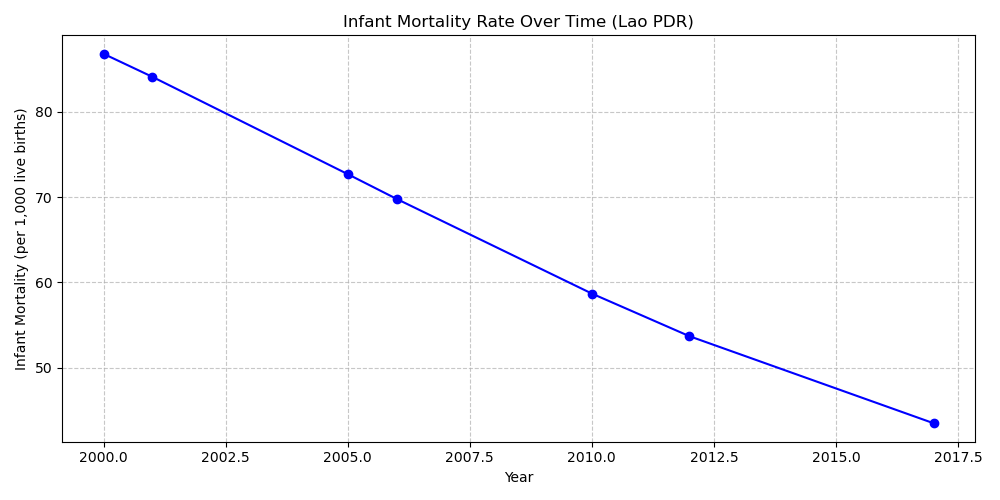 Infant Mortality Rate Over Time (Lao PDR)
Infant Mortality (per 1,000 live births)
80
70
60
50
2000.0 2002.5 2005.0 2007.5 2010.0 2012.5 2015.0 2017.5
Year